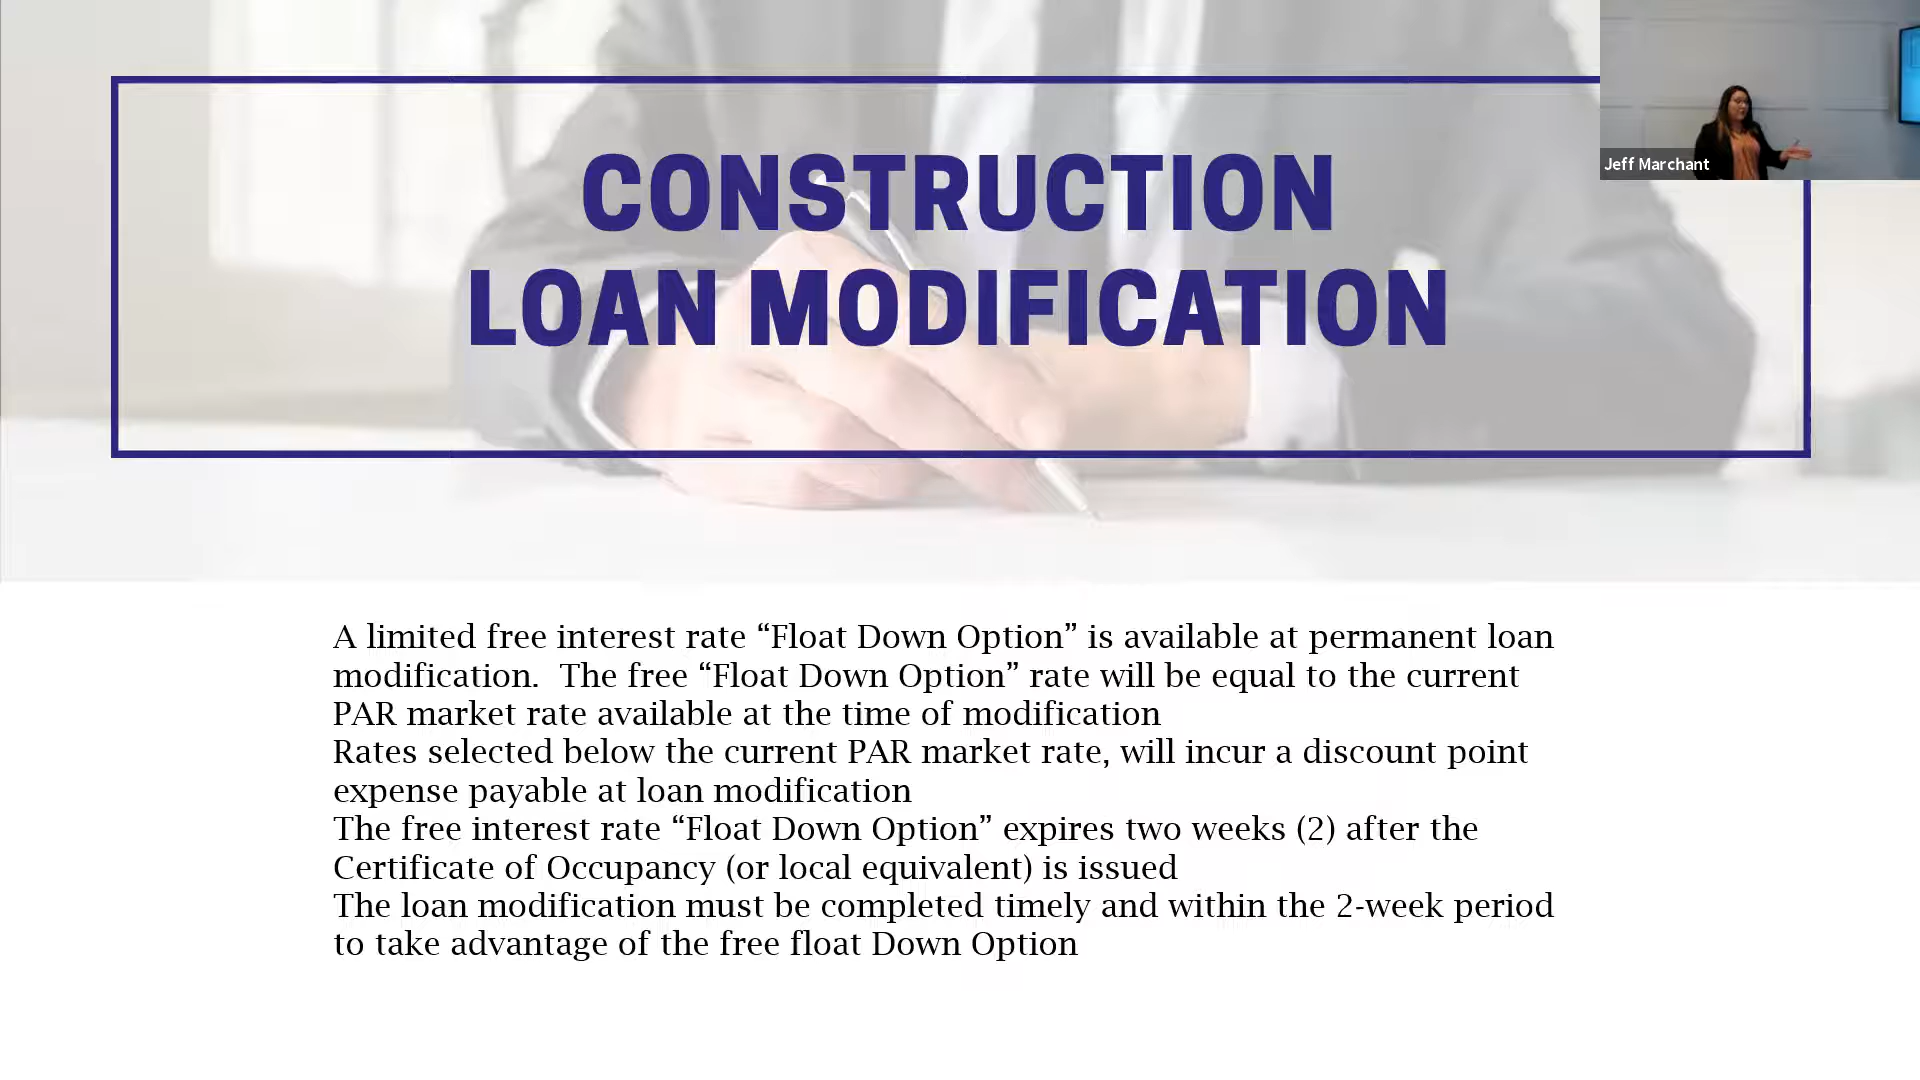 CONSTRUCTION
LOAN MODIFICATION
Jeff Marchant
A limited free interest rate “Float Down Option” is available at permanent loan
modification.  The free “Float Down Option” rate will be equal to the current
PAR market rate available at the time of modification
Rates selected below the current PAR market rate, will incur a discount point
expense payable at loan modification
The free interest rate “Float Down Option” expires two weeks (2) after the
Certificate of Occupancy (or local equivalent) is issued
The loan modification must be completed timely and within the 2-week period
to take advantage of the free float Down Option